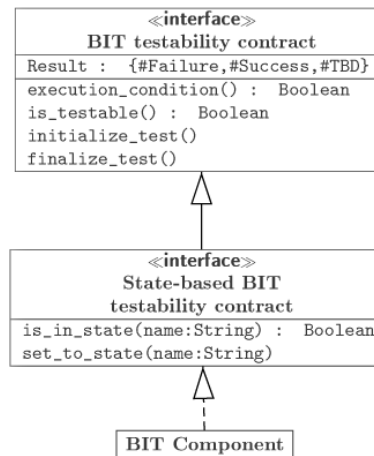 ≪interface≫
BIT testability contract
Result : {#Failure,#Success,#TBD}
execution_condition() : Boolean
is_testable() : Boolean
initialize_test()
finalize_test()
≪interface≫
State-based BIT
testability contract
is_in_state(name:String) : Boolean
set_to_state(name:String)
BIT Component